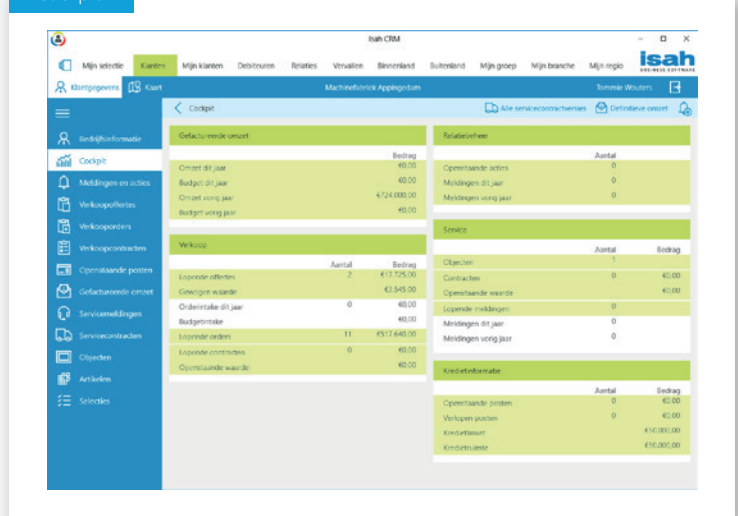 Isah CRM
Mijn selectie Klanten Mijn klanten Debiteuren Relaties Vervallen Binnenland Buitenland Mijn groep Mijn branche Mijn regio
isah
BUSINESS SOFTWARE
Klantgegevens Kaart Machinefabriek Appingedam Tommie Wouters
Cockpit Alle servicecontractversies Definitieve omzet
Bedrijfsinformatie
Cockpit
Meldingen en acties
Verkoopoffertes
Verkooporders
Verkoopcontracten
Openstaande posten
Gefactureerde omzet
Servicemeldingen
Servicecontracten
Objecten
Artikelen
Selecties
Gefactureerde omzet
Bedrag
Omzet dit jaar €0,00
Budget dit jaar €0,00
Omzet vorig jaar €724.000,00
Budget vorig jaar €0,00
Verkoop
Aantal Bedrag
Lopende offertes 2 €17.725,00
Gewogen waarde €3.545,00
Orderintake dit jaar 0 €0,00
Budgetintake €0,00
Lopende orders 11 €517.640,00
Lopende contracten 0 €0,00
Openstaande waarde €0,00
Relatiebeheer
Aantal
Openstaande acties 0
Meldingen dit jaar 0
Meldingen vorig jaar 0
Service
Aantal Bedrag
Objecten 1
Contracten 0 €0,00
Openstaande waarde €0,00
Lopende meldingen 0
Meldingen dit jaar 0
Meldingen vorig jaar 0
Kredietinformatie
Aantal Bedrag
Openstaande posten 0 €0,00
Verlopen posten 0 €0,00
Kredietlimiet €50.000,00
Kredietruimte €50.000,00